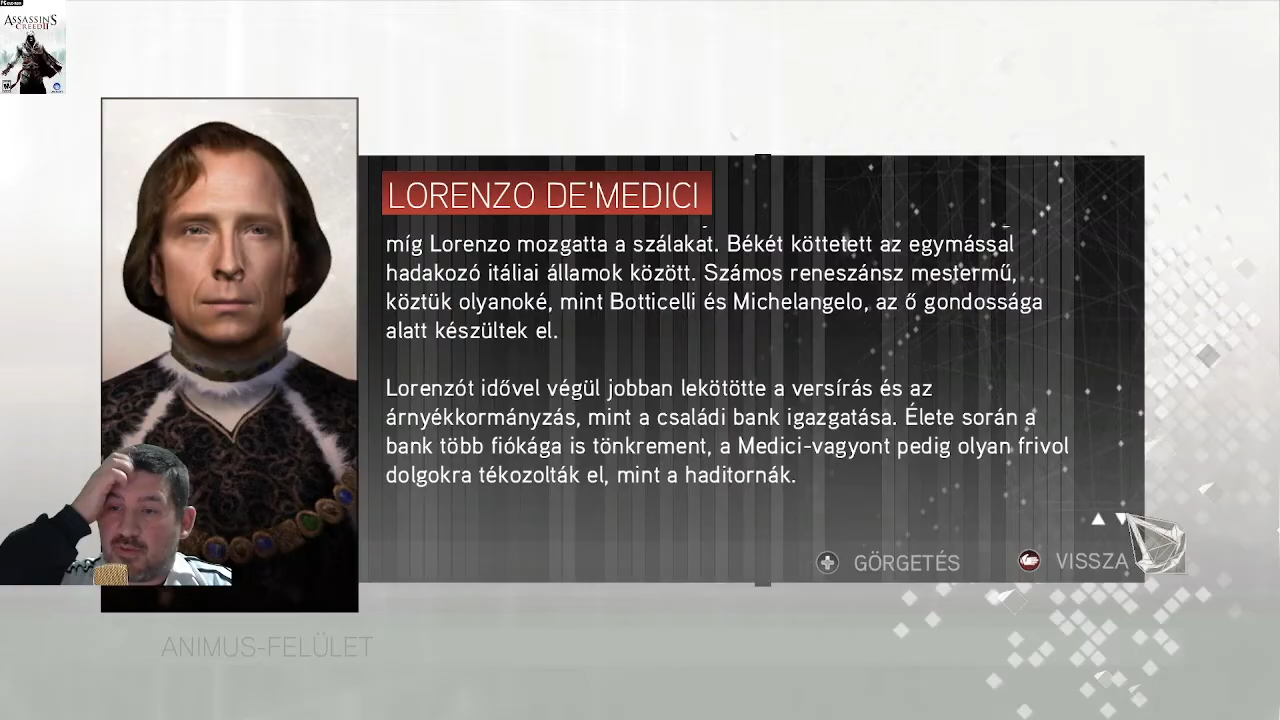 ASSASSIN'S
CREED II
LORENZO DE'MEDICI
míg Lorenzo mozgatta a szálakat. Békét köttetett az egymással
hadakozó itáliai államok között. Számos reneszánsz mestermű,
köztük olyanoké, mint Botticelli és Michelangelo, az ő gondossága
alatt készültek el.
Lorenzót idővel végül jobban lekötötte a versírás és az
árnyékkormányzás, mint a családi bank igazgatása. Élete során a
bank több fiókága is tönkrement, a Medici-vagyont pedig olyan frivol
dolgokra tékozolták el, mint a haditornák.
GÖRGETÉS
VISSZA
ANIMUS-FELÜLET